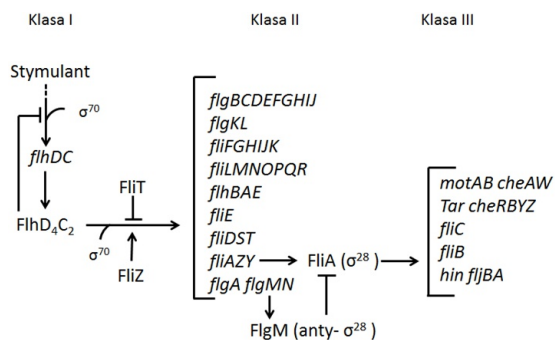 Klasa I
Klasa II
Klasa III
Stymulant
σ⁷⁰
flhDC
FlhD₄C₂
σ⁷⁰
FliT
FliZ
flgBCDEFGHIJ
flgKL
fliFGHIJK
fliLMNOPQR
flhBAE
fliE
fliDST
fliAZY
flgA flgMN
FliA (σ²⁸)
FlgM (anty- σ²⁸)
motAB cheAW
Tar cheRBYZ
fliC
fliB
hin fljBA